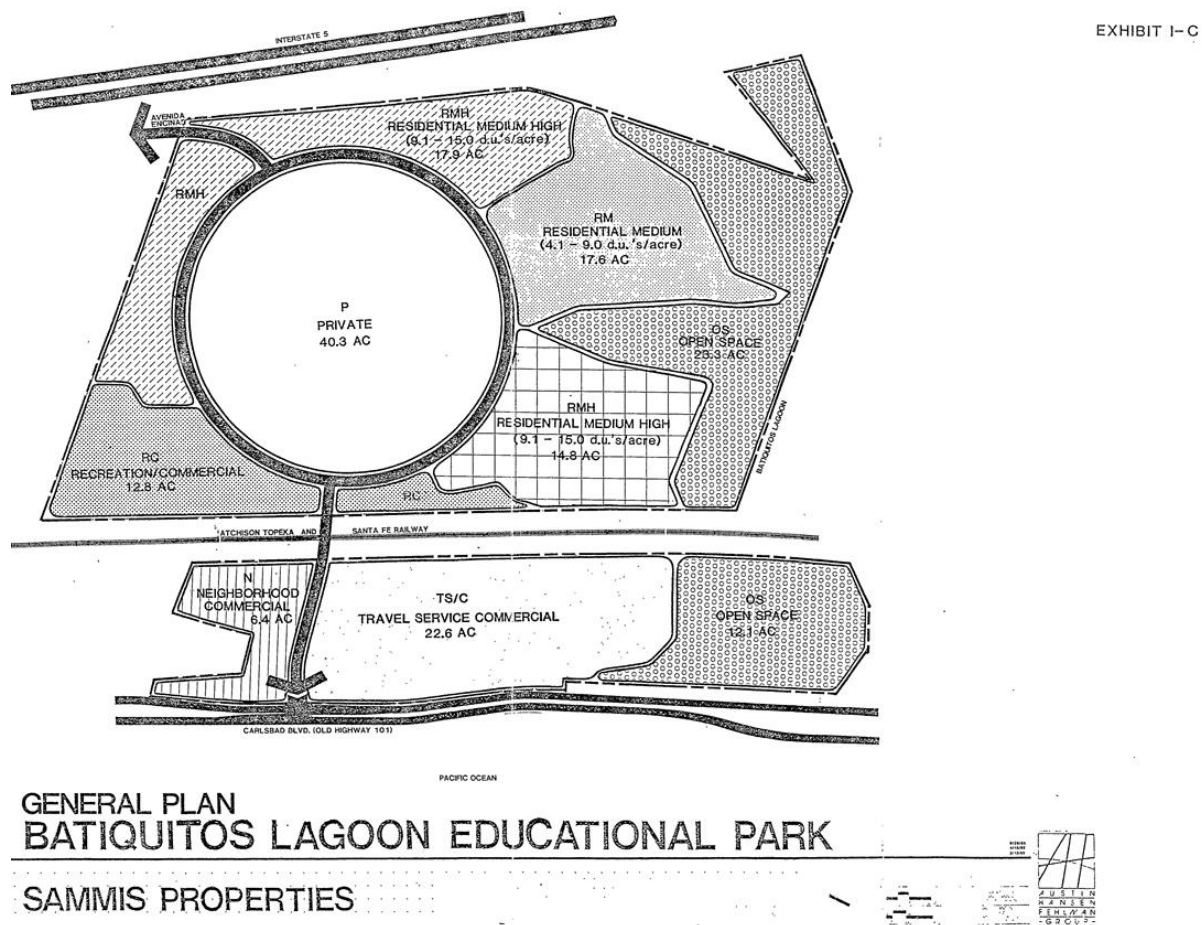 EXHIBIT I-C
INTERSTATE 5
AVENIDA
ENCINAS
RMH
RESIDENTIAL MEDIUM HIGH
(9.1 - 15.0 d.u.'s/acre)
17.9 AC
RMH
RM
RESIDENTIAL MEDIUM
(4.1 - 9.0 d.u.'s/acre)
17.6 AC
P
PRIVATE
40.3 AC
OS
OPEN SPACE
RMH
RESIDENTIAL MEDIUM HIGH
(9.1 - 15.0 d.u.'s/acre)
14.8 AC
BATIQUITOS LAGOON
RC
RECREATION/COMMERCIAL
12.8 AC
RC
ATCHISON TOPEKA AND SANTA FE RAILWAY
N
NEIGHBORHOOD
COMMERCIAL
6.4 AC
TS/C
TRAVEL SERVICE COMMERCIAL
22.6 AC
OS
OPEN SPACE
12.1 AC
CARLSBAD BLVD. (OLD HIGHWAY 101)
PACIFIC OCEAN
GENERAL PLAN
BATIQUITOS LAGOON EDUCATIONAL PARK
SAMMIS PROPERTIES
AUSTIN
HANSEN
FEHLMAN
GROUP